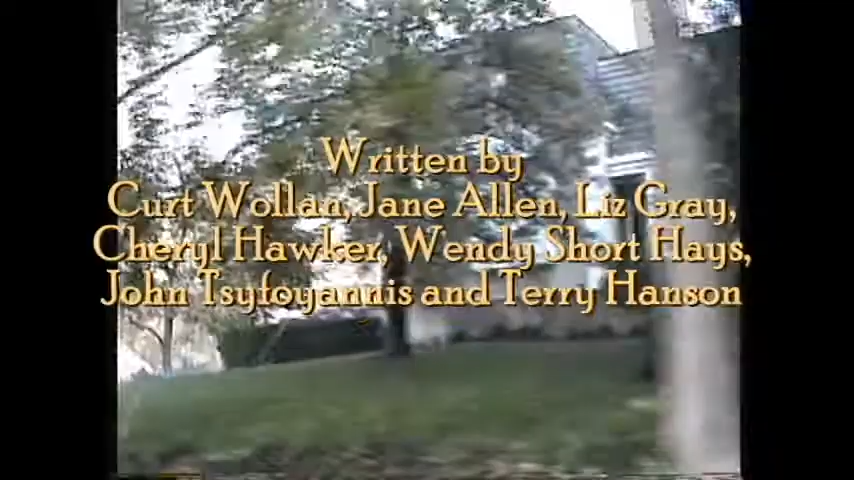 Written by
Curt Wollan, Jane Allen, Liz Gray,
Cheryl Hawker, Wendy Short Hays,
John Tsyfoyannis and Terry Hanson